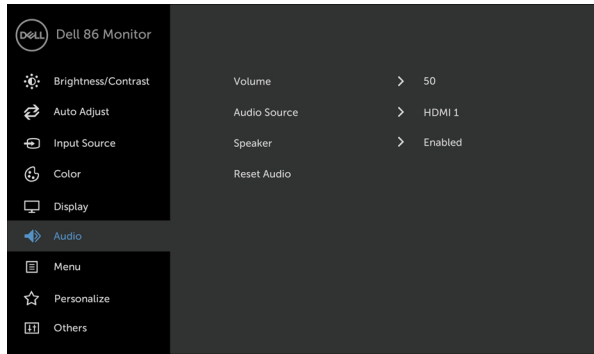 DELL Dell 86 Monitor
Brightness/Contrast
Auto Adjust
Input Source
Color
Display
Audio
Menu
Personalize
Others
Volume 50
Audio Source HDMI 1
Speaker Enabled
Reset Audio